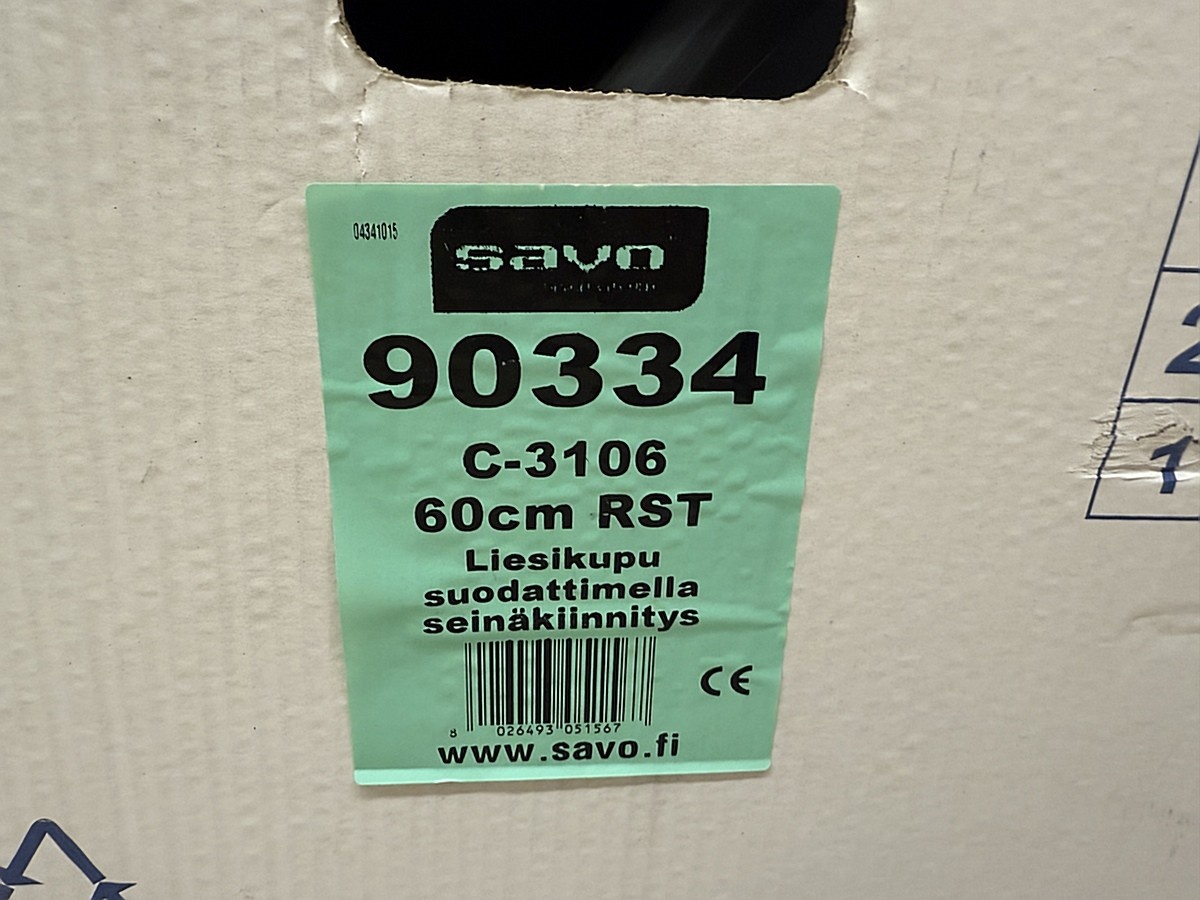 04341015
savo
90334
C-3106
60cm RST
Liesikupu
suodattimella
seinäkiinnitys
CE
8 026493 051567
www.savo.fi
2
1